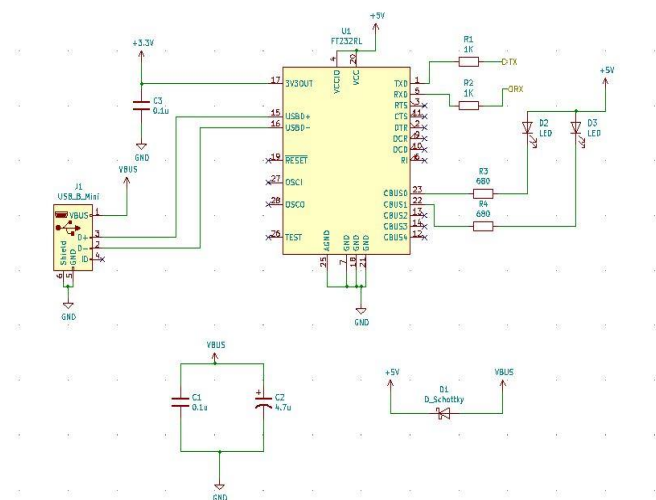 +5V
U1
FT232RL
+3.3V
C3
0.1u
GND
4
20
VCCIO
VCC
17
3V3OUT
15
USBD+
16
USBD-
19
RESET
27
OSCI
28
OSCO
26
TEST
TXD
1
RXD
5
RTS
3
CTS
11
DTR
2
DCR
9
DCD
10
RI
6
CBUS0
23
CBUS1
22
CBUS2
13
CBUS3
14
CBUS4
12
AGND
GND
GND
GND
25
7
18
21
GND
R1
1K
TX
R2
1K
RX
+5V
D2
LED
D3
LED
R3
680
R4
680
VBUS
J1
USB_B_Mini
VBUS
1
D+
3
D-
2
ID
4
Shield
GND
6
5
GND
VBUS
C1
0.1u
C2
4.7u
GND
+5V
VBUS
D1
D_Schottky